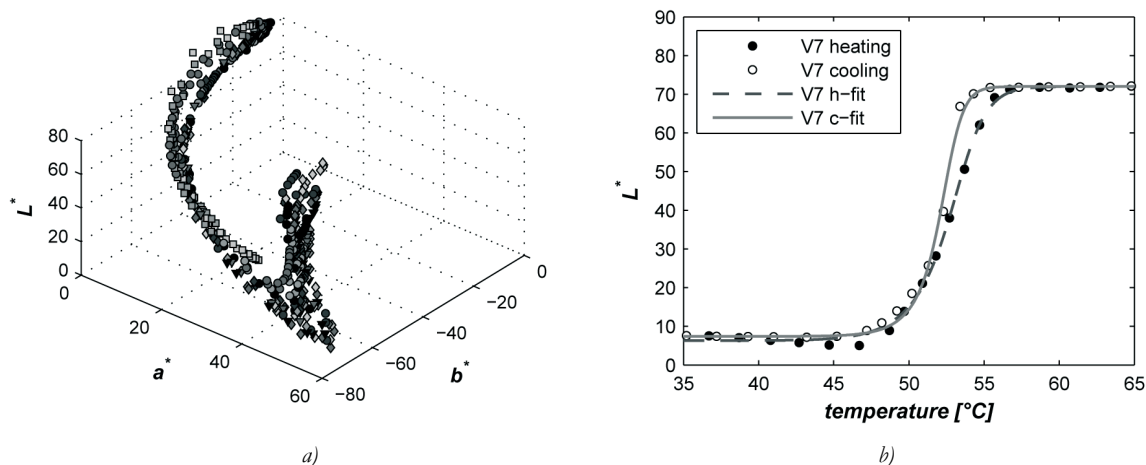 80
60
40
20
0
L*
0
20
40
60
a*
−80
−60
−40
−20
0
b*
a)
90
80
70
60
50
40
30
20
10
0
L*
V7 heating
V7 cooling
V7 h−fit
V7 c−fit
35 40 45 50 55 60 65
temperature [°C]
b)